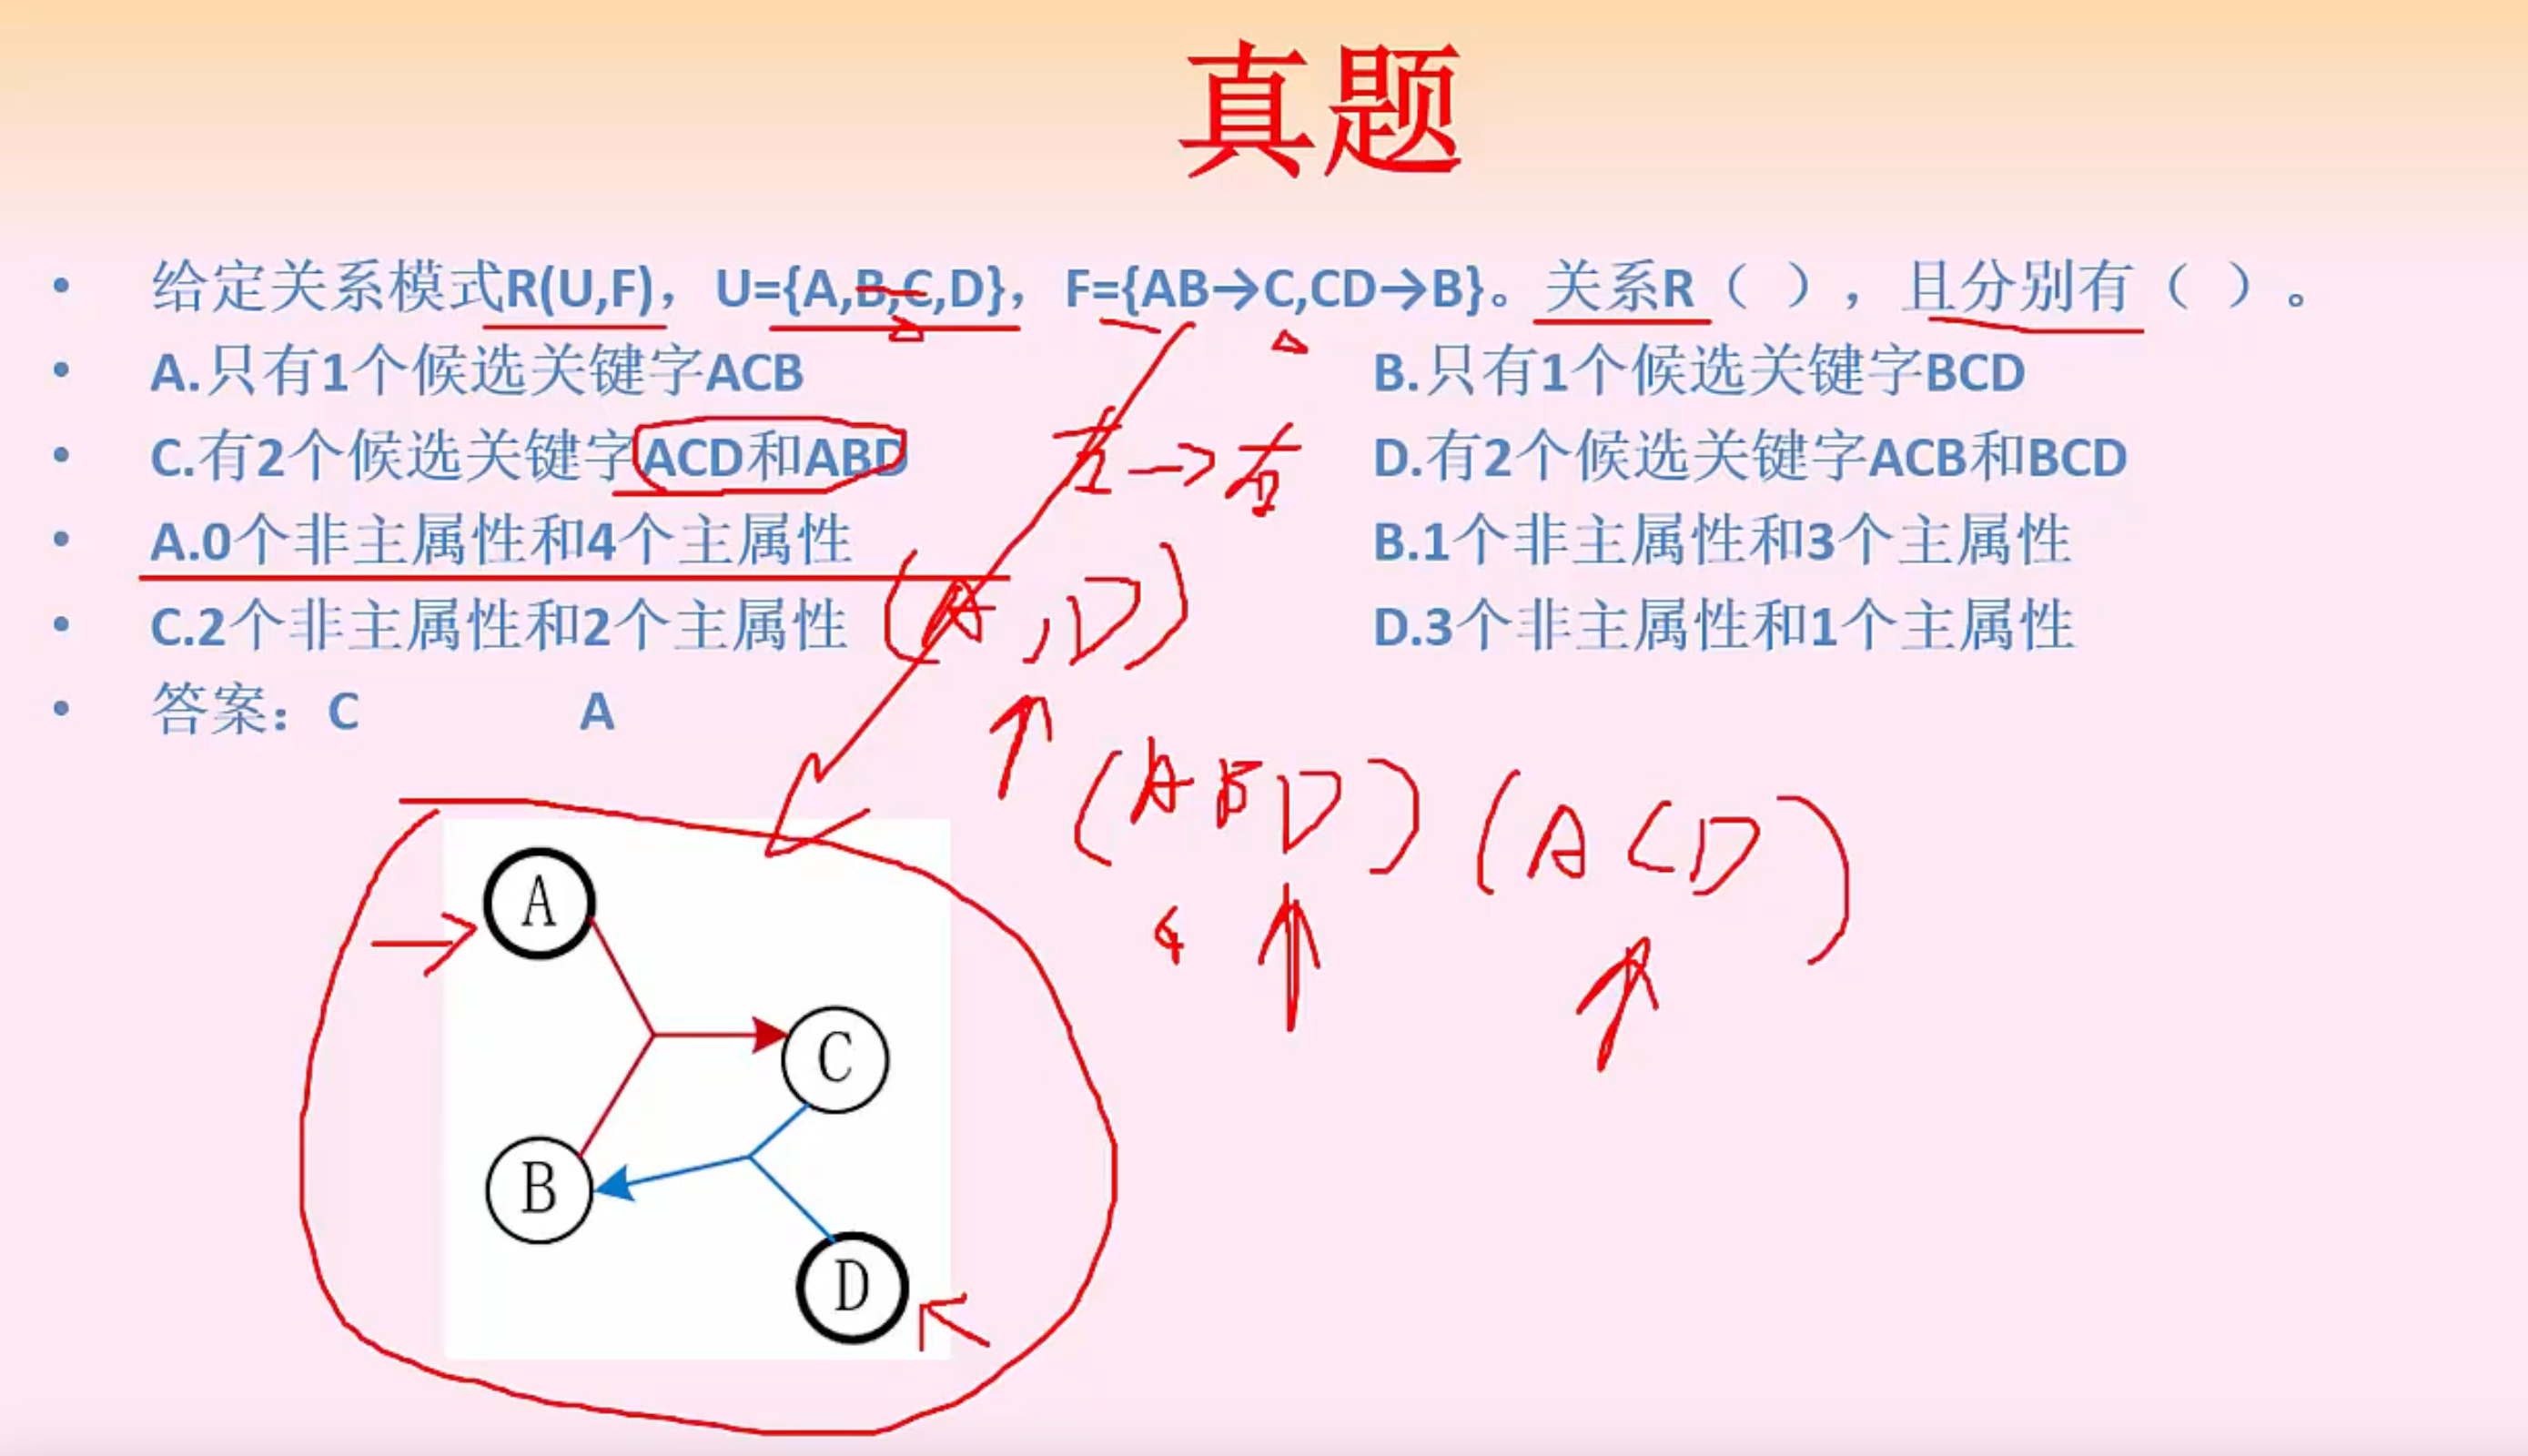 真题
• 给定关系模式R(U,F)，U={A,B,C,D}，F={AB→C,CD→B}。关系R（ ），且分别有（ ）。
• A.只有1个候选关键字ACB B.只有1个候选关键字BCD
• C.有2个候选关键字ACD和ABD D.有2个候选关键字ACB和BCD
• A.0个非主属性和4个主属性 B.1个非主属性和3个主属性
• C.2个非主属性和2个主属性 D.3个非主属性和1个主属性
• 答案：C A
左→右
(A,D)
(ABD) (ACD)
A
C
B
D